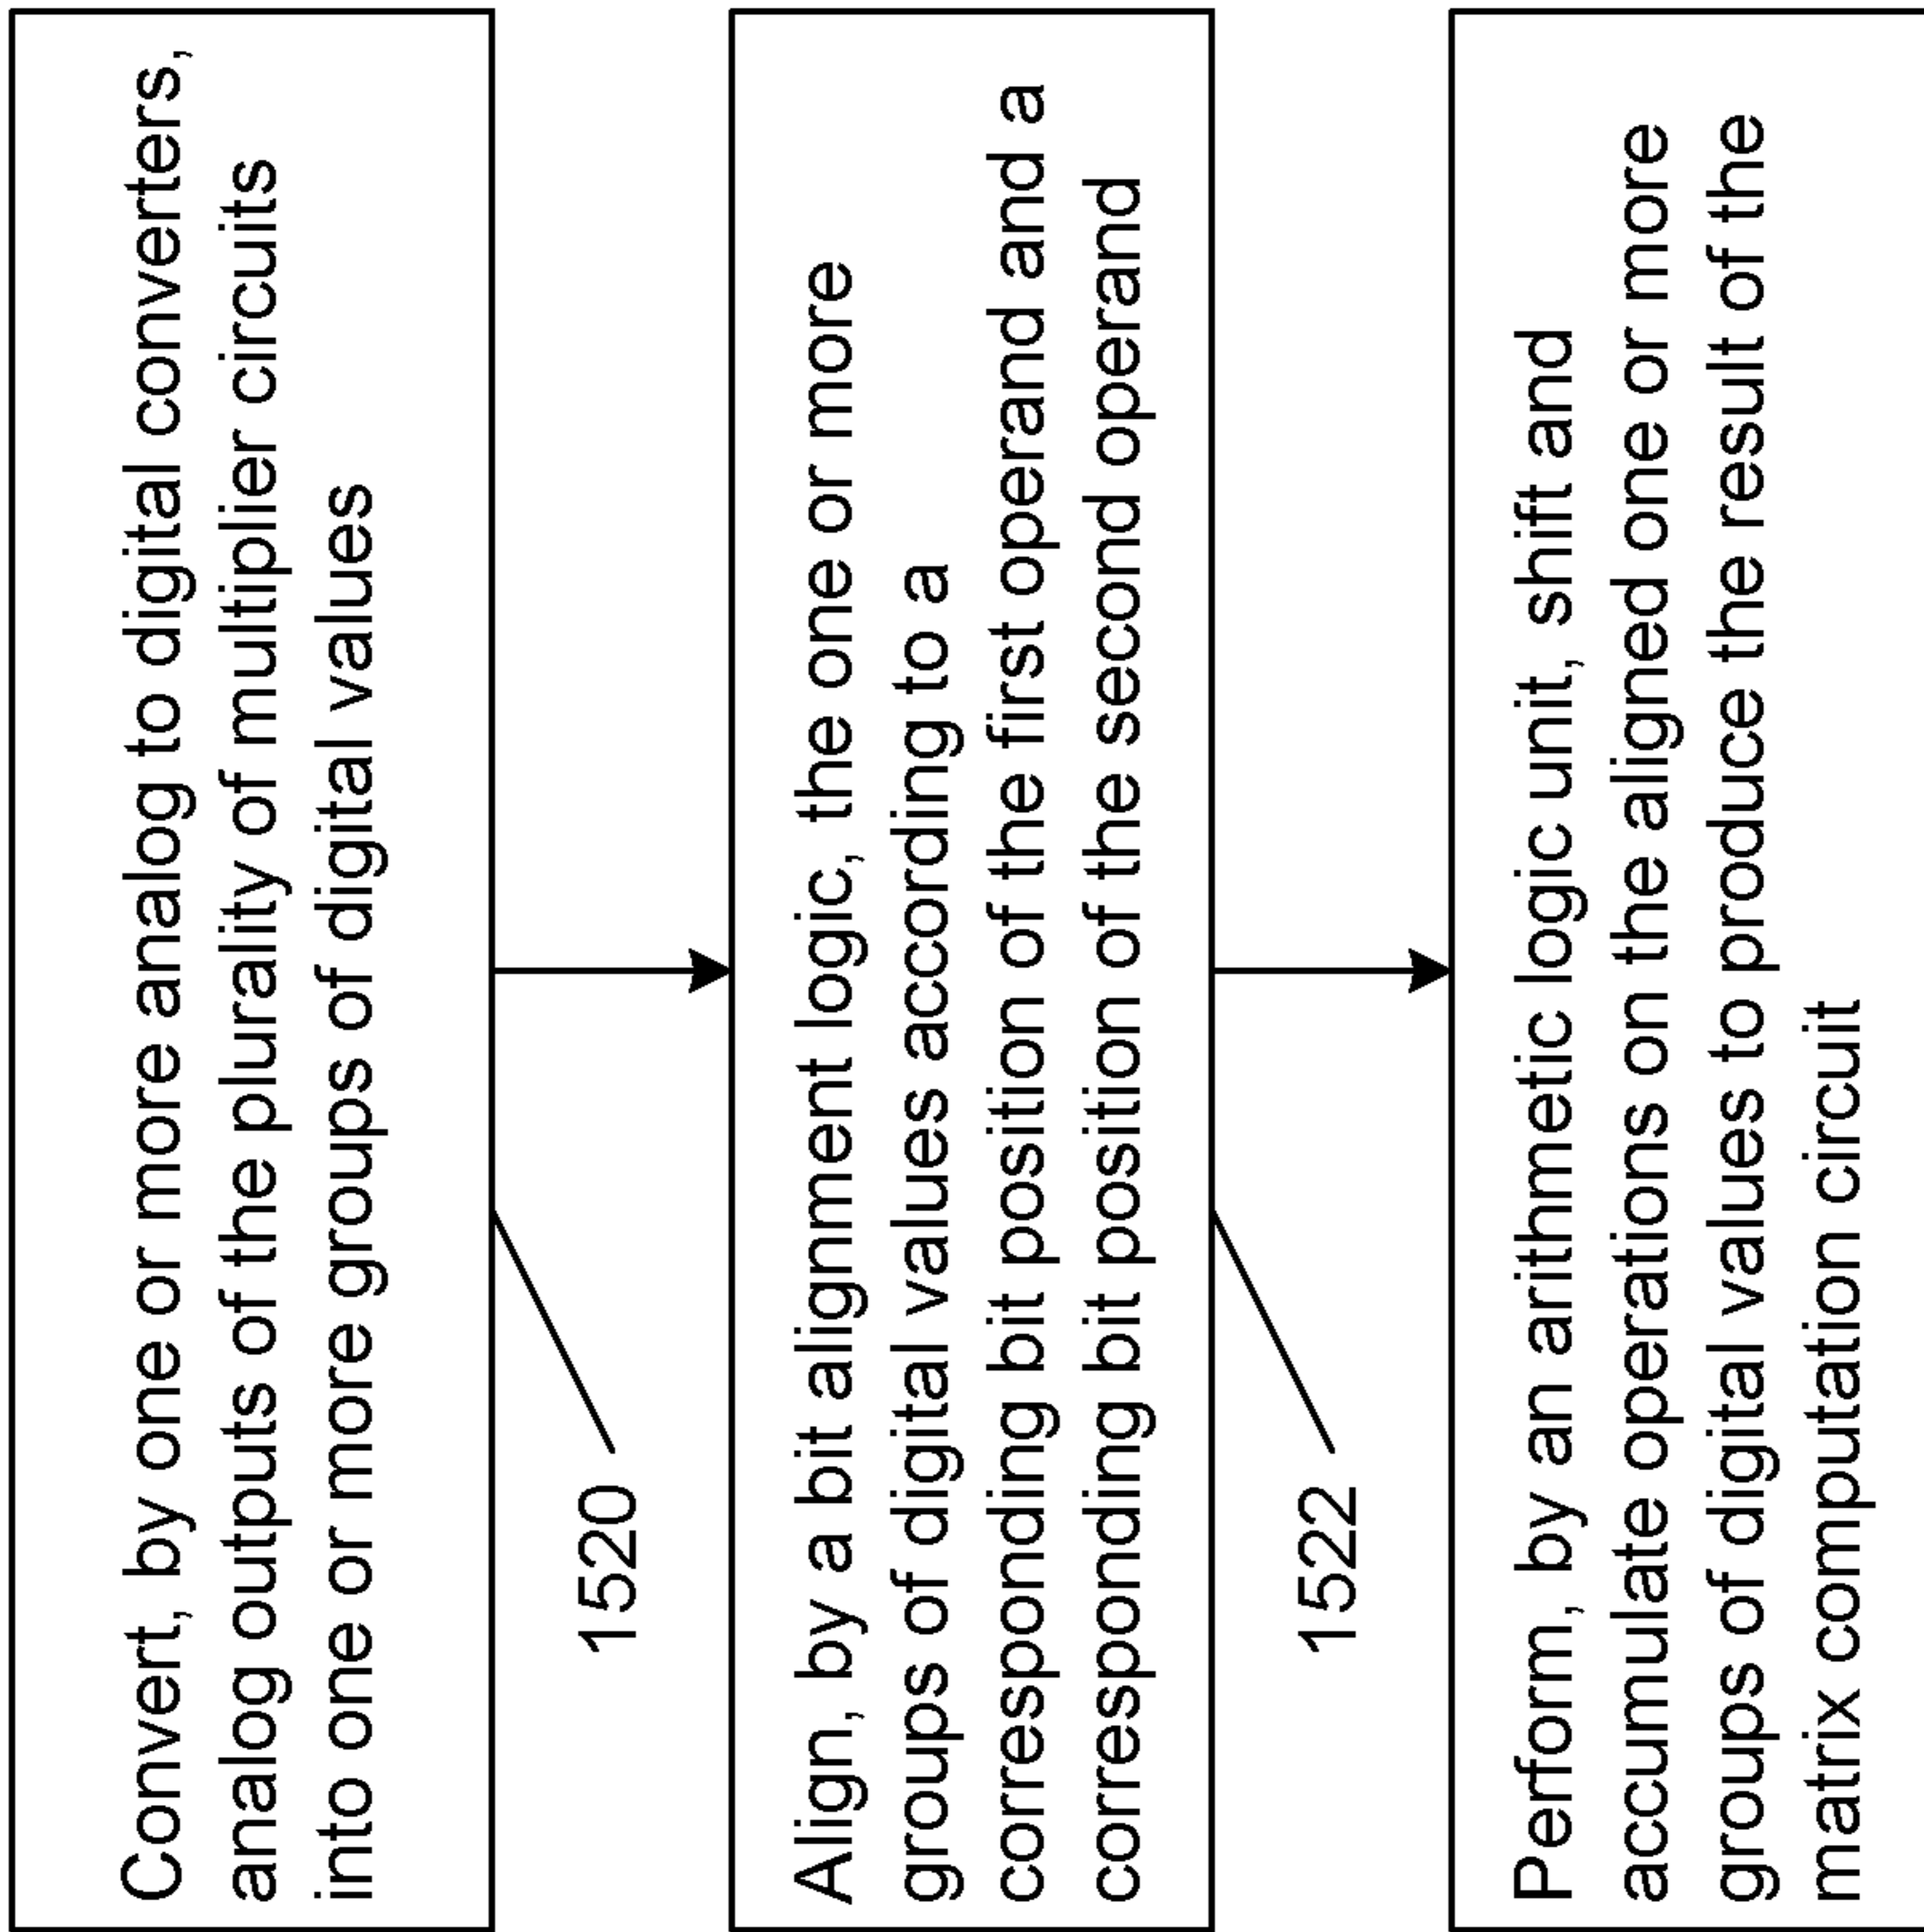 Convert, by one or more analog to digital converters,
analog outputs of the plurality of multiplier circuits
into one or more groups of digital values
1520
Align, by a bit alignment logic, the one or more
groups of digital values according to a
corresponding bit position of the first operand and a
corresponding bit position of the second operand
1522
Perform, by an arithmetic logic unit, shift and
accumulate operations on the aligned one or more
groups of digital values to produce the result of the
matrix computation circuit